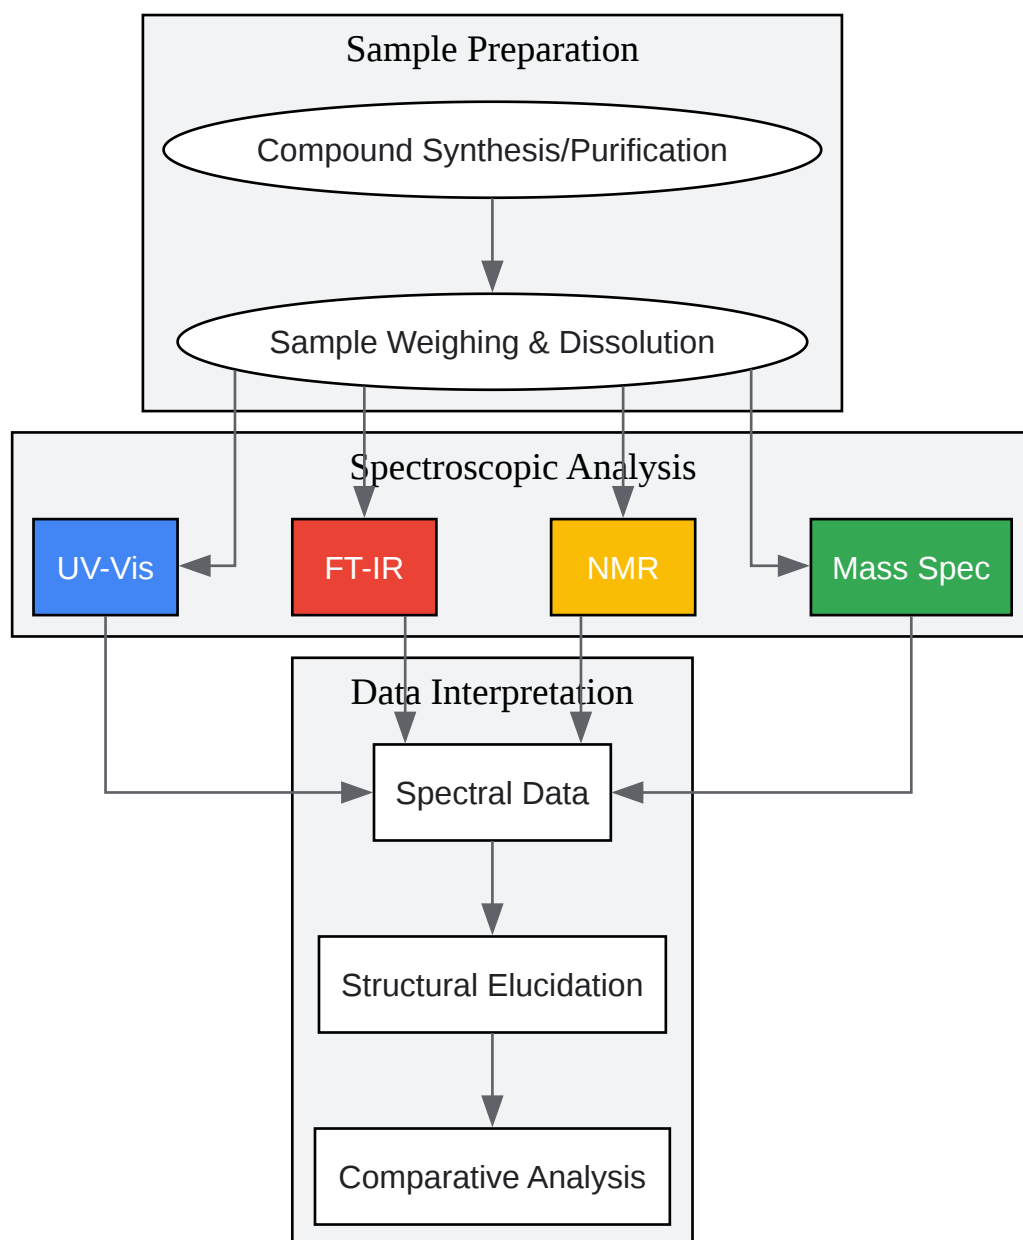 Sample Preparation
Compound Synthesis/Purification
Sample Weighing & Dissolution
Spectroscopic Analysis
UV-Vis
FT-IR
NMR
Mass Spec
Data Interpretation
Spectral Data
Structural Elucidation
Comparative Analysis